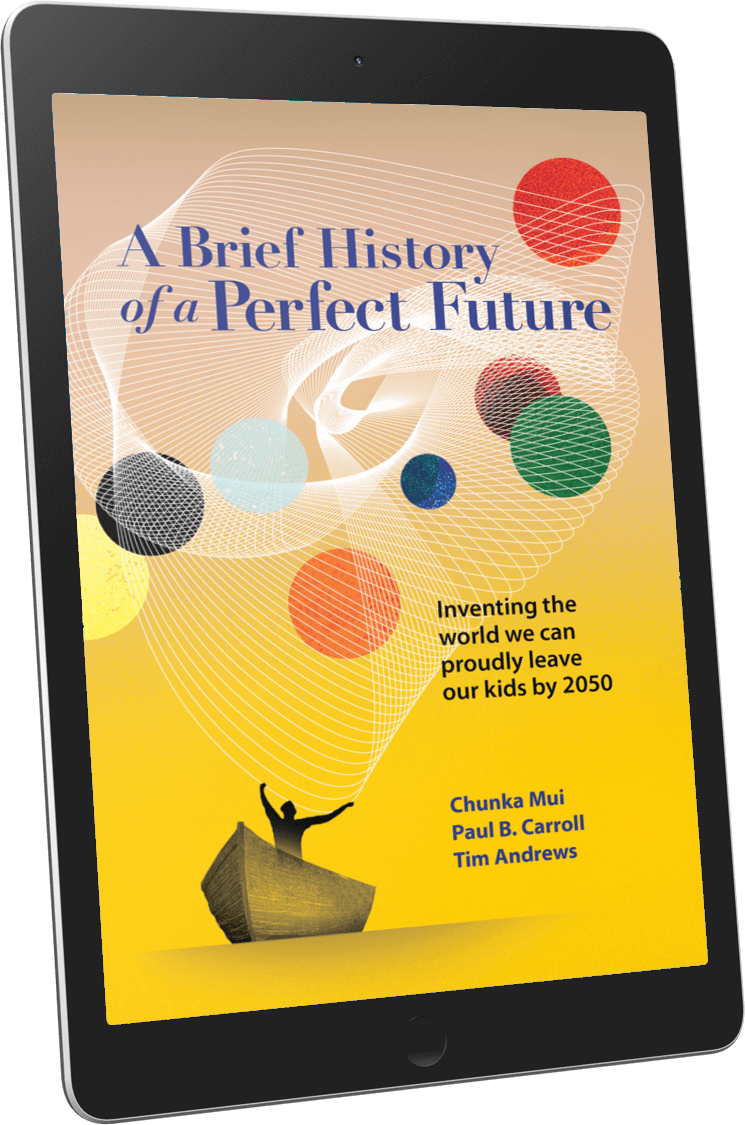 A Brief History
of a Perfect Future
Inventing the
world we can
proudly leave
our kids by 2050
Chunka Mui
Paul B. Carroll
Tim Andrews